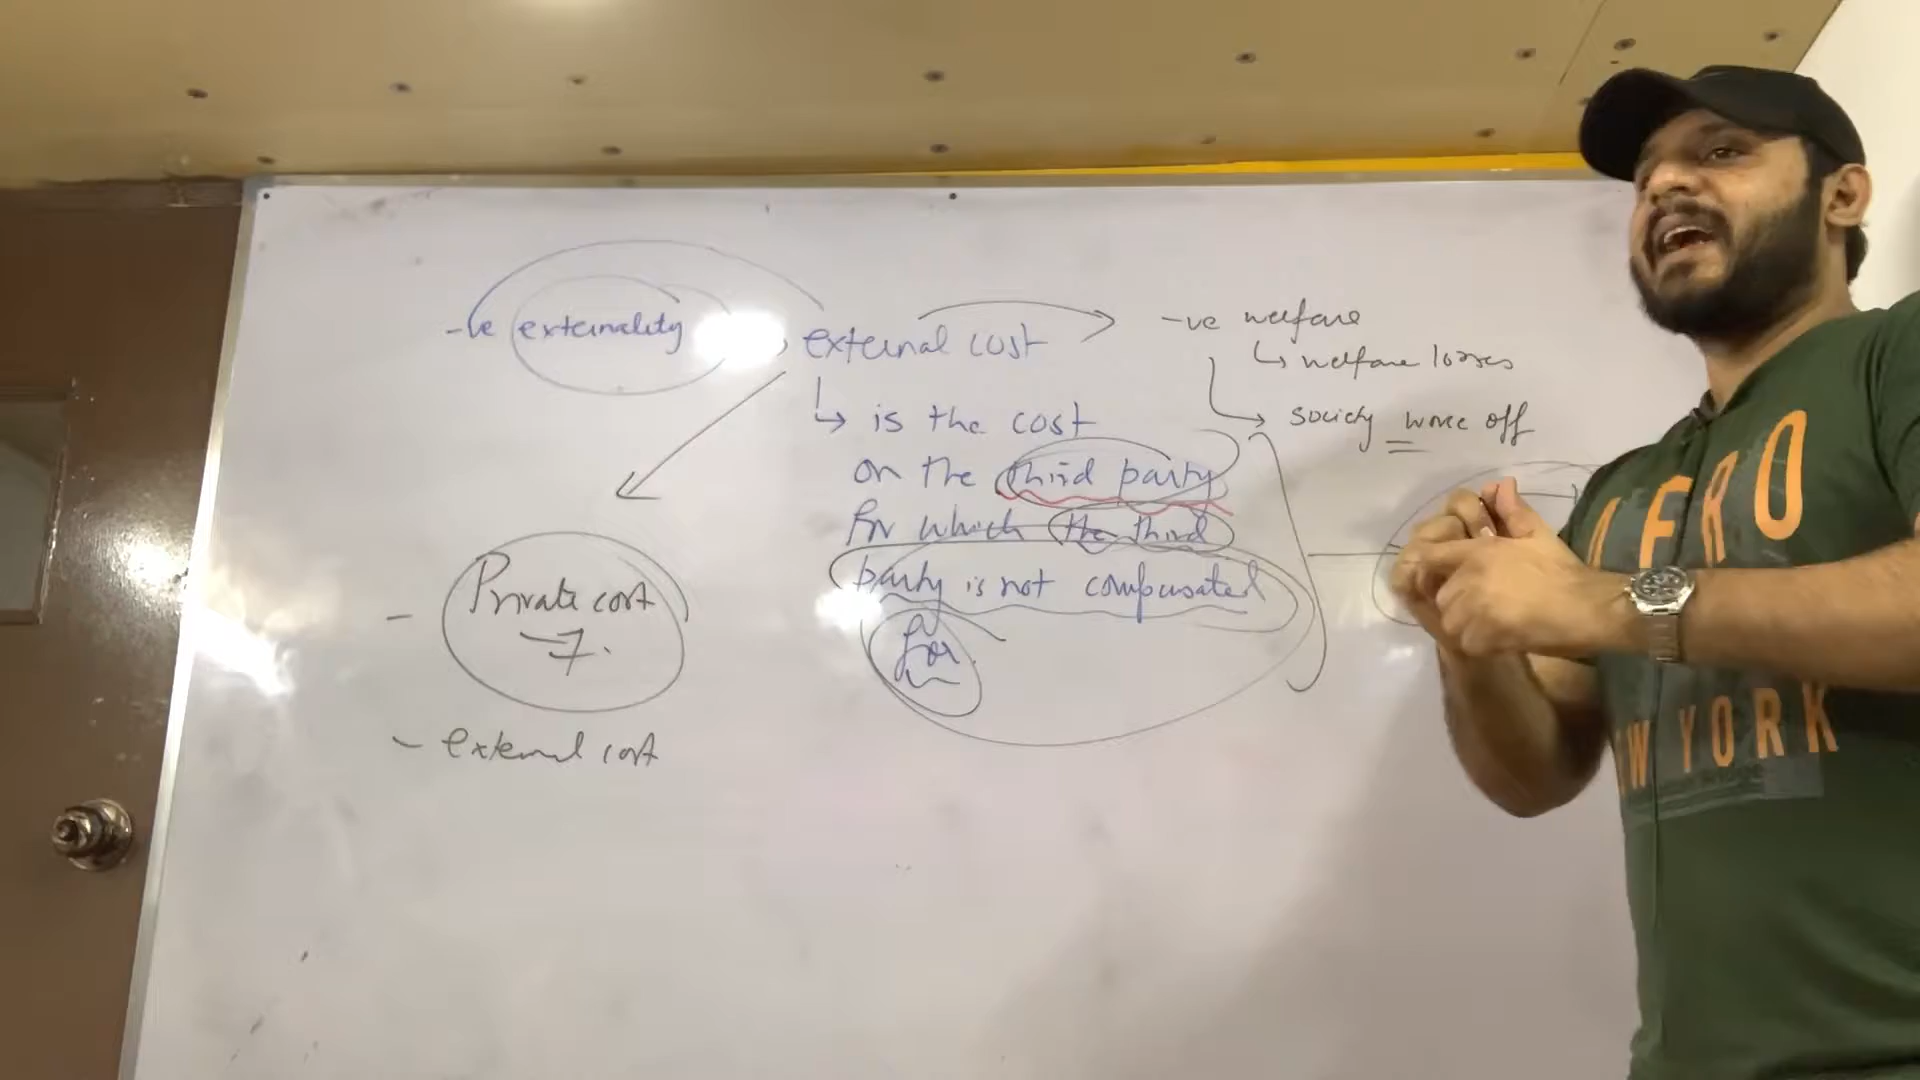 -ve externality
external cost
-ve welfare
↳ welfare losses
↳ society worse off
↳ is the cost
on the third party
for which the third
party is not compensated
for.
- Private cost
- external cost
AERO
NEW YORK